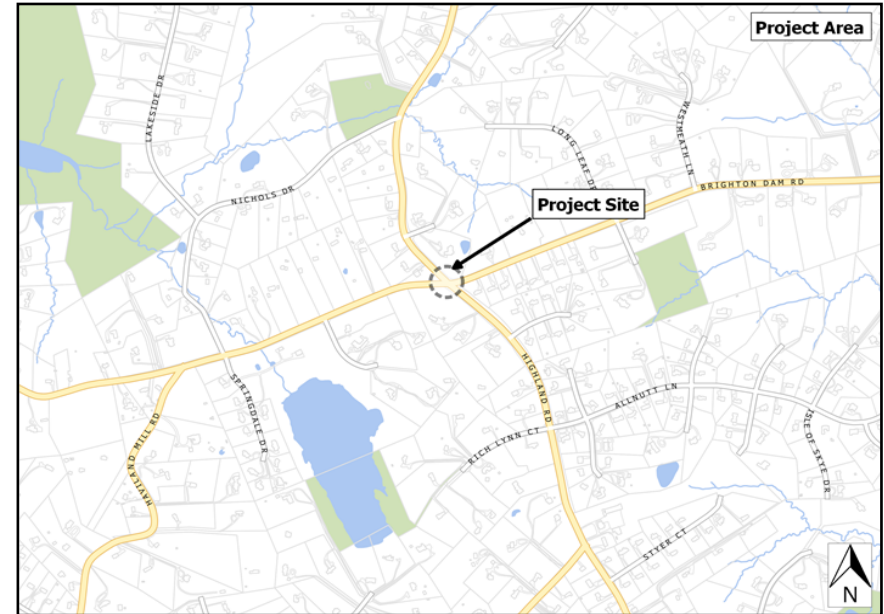 Project Area
LAKESIDE DR
WESTMEATH LN
LONG LEAF DR
NICHOLS DR
BRIGHTON DAM RD
Project Site
HIGHLAND RD
SPRINGDALE DR
ALLNUTT LN
HAVILAND MILL RD
RICH LYNN CT
ISLE OF SKYE DR
STYER CT
N